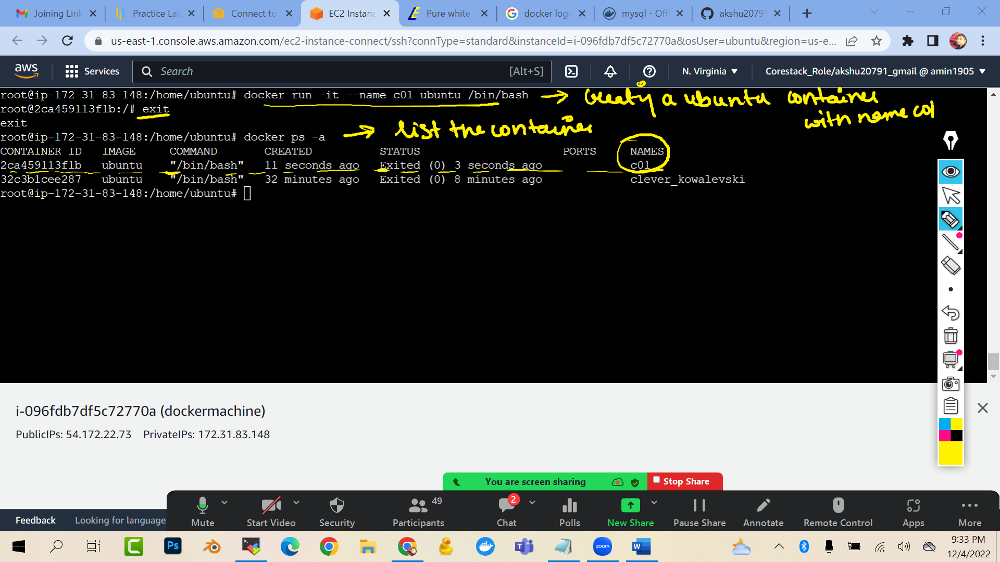 Joining Link
Practice Lab
Connect to
EC2 Instanc
Pure white
docker logo
mysql - Offi
akshu20791
us-east-1.console.aws.amazon.com/ec2-instance-connect/ssh?connType=standard&instanceId=i-096fdb7df5c72770a&osUser=ubuntu&region=us-e...
aws
Services
Search
[Alt+S]
N. Virginia
Corestack_Role/akshu20791_gmail @ amin1905
root@ip-172-31-83-148:/home/ubuntu# docker run -it --name c01 ubuntu /bin/bash
root@2ca459113f1b:/# exit
exit
root@ip-172-31-83-148:/home/ubuntu# docker ps -a
CONTAINER ID IMAGE COMMAND CREATED STATUS PORTS NAMES
2ca459113f1b ubuntu "/bin/bash" 11 seconds ago Exited (0) 3 seconds ago c01
32c3b1cee287 ubuntu "/bin/bash" 32 minutes ago Exited (0) 8 minutes ago clever_kowalevski
root@ip-172-31-83-148:/home/ubuntu#
a ubuntu container
with name c01
list the container
i-096fdb7df5c72770a (dockermachine)
PublicIPs: 54.172.22.73 PrivateIPs: 172.31.83.148
You are screen sharing
Stop Share
Feedback
Looking for language
Mute
Start Video
Security
49
Participants
2
Chat
Polls
New Share
Pause Share
Annotate
Remote Control
Apps
More
Ps
zoom
W
9:33 PM
12/4/2022